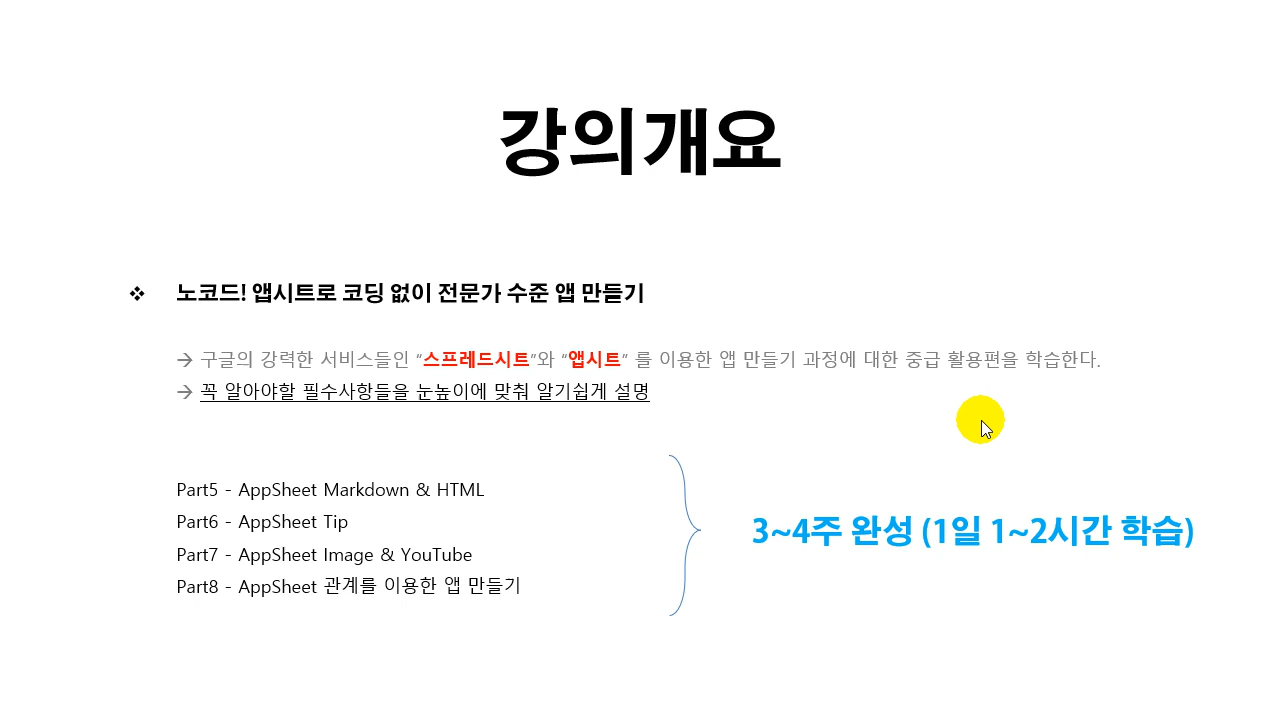 강의개요
❖ 노코드! 앱시트로 코딩 없이 전문가 수준 앱 만들기
→ 구글의 강력한 서비스들인 “스프레드시트”와 “앱시트” 를 이용한 앱 만들기 과정에 대한 중급 활용편을 학습한다.
→ 꼭 알아야할 필수사항들을 눈높이에 맞춰 알기쉽게 설명
Part5 - AppSheet Markdown & HTML
Part6 - AppSheet Tip
Part7 - AppSheet Image & YouTube
Part8 - AppSheet 관계를 이용한 앱 만들기
3~4주 완성 (1일 1~2시간 학습)